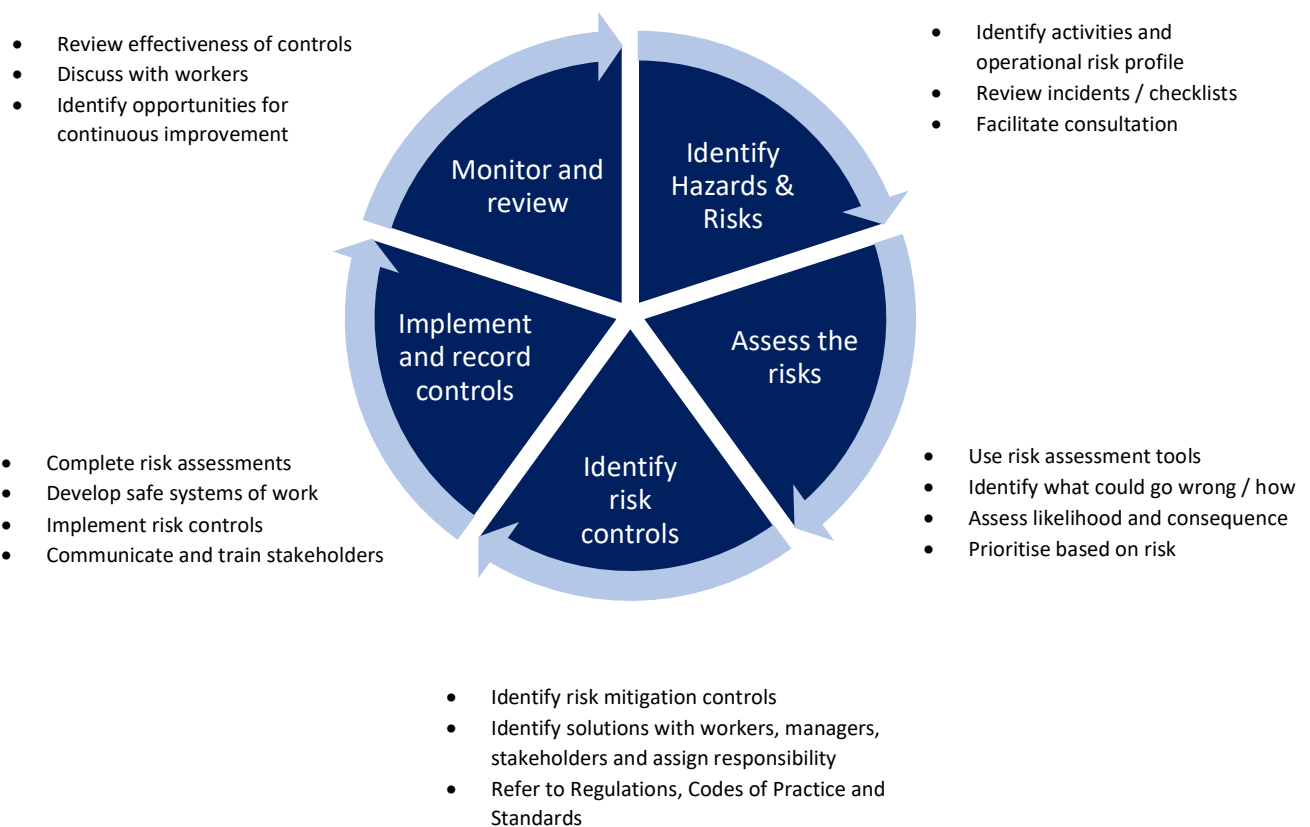 • Review effectiveness of controls
• Discuss with workers
• Identify opportunities for
continuous improvement
• Identify activities and
operational risk profile
• Review incidents / checklists
• Facilitate consultation
Monitor and
review
Identify
Hazards &
Risks
Implement
and record
controls
Assess the
risks
Identify
risk
controls
• Complete risk assessments
• Develop safe systems of work
• Implement risk controls
• Communicate and train stakeholders
• Use risk assessment tools
• Identify what could go wrong / how
• Assess likelihood and consequence
• Prioritise based on risk
• Identify risk mitigation controls
• Identify solutions with workers, managers,
stakeholders and assign responsibility
• Refer to Regulations, Codes of Practice and
Standards